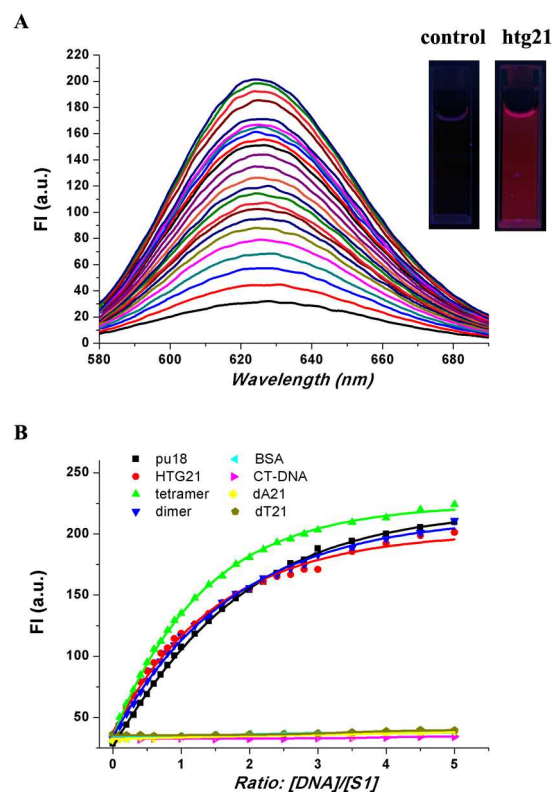 A
control htg21
220
200
180
160
140
120
100
80
60
40
20
0
FI (a.u.)
580 600 620 640 660 680
Wavelength (nm)
B
pu18 BSA
HTG21 CT-DNA
tetramer dA21
dimer dT21
250
200
150
100
50
FI (a.u.)
0 1 2 3 4 5
Ratio: [DNA]/[S1]